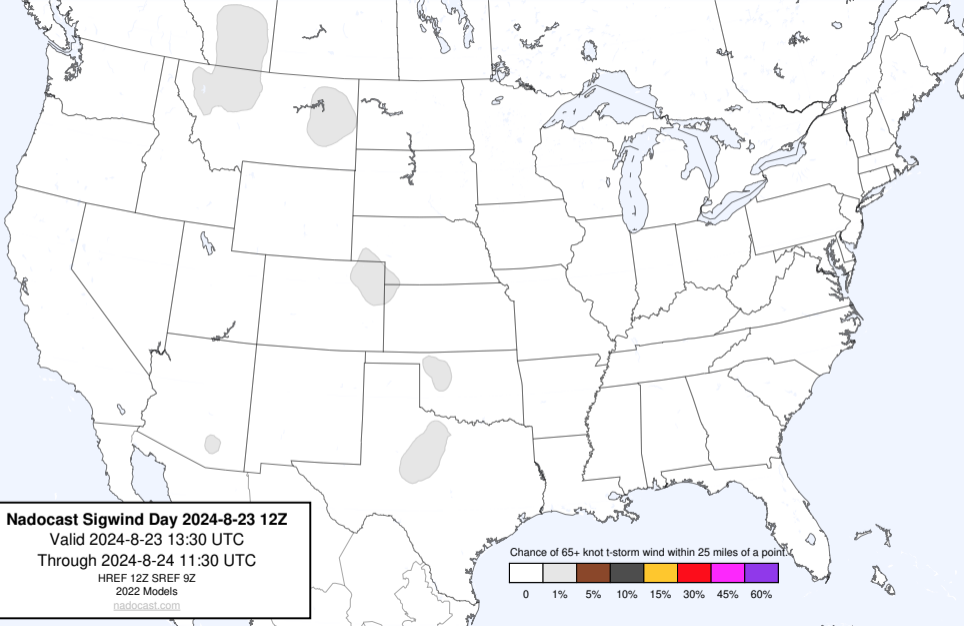 Nadocast Sigwind Day 2024-8-23 12Z
Valid 2024-8-23 13:30 UTC
Through 2024-8-24 11:30 UTC
HREF 12Z SREF 9Z
2022 Models
nadocast.com
Chance of 65+ knot t-storm wind within 25 miles of a point.
0 1% 5% 10% 15% 30% 45% 60%